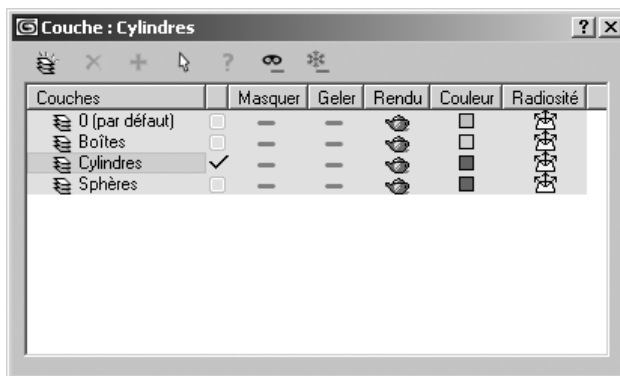 Couche : Cylindres
Couches Masquer Geler Rendu Couleur Radiosité
0 (par défaut)
Boîtes
Cylindres
Sphères